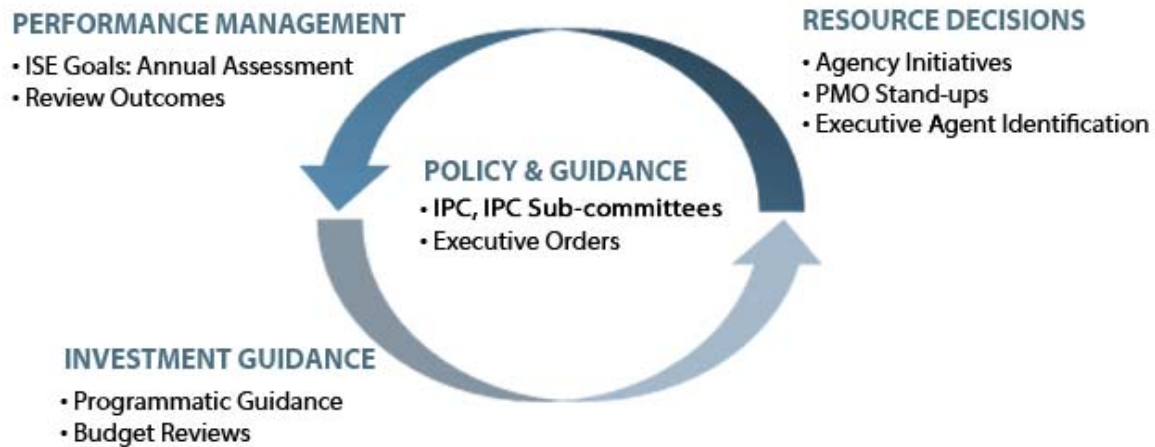 PERFORMANCE MANAGEMENT
• ISE Goals: Annual Assessment
• Review Outcomes
RESOURCE DECISIONS
• Agency Initiatives
• PMO Stand-ups
• Executive Agent Identification
POLICY & GUIDANCE
• IPC, IPC Sub-committees
• Executive Orders
INVESTMENT GUIDANCE
• Programmatic Guidance
• Budget Reviews